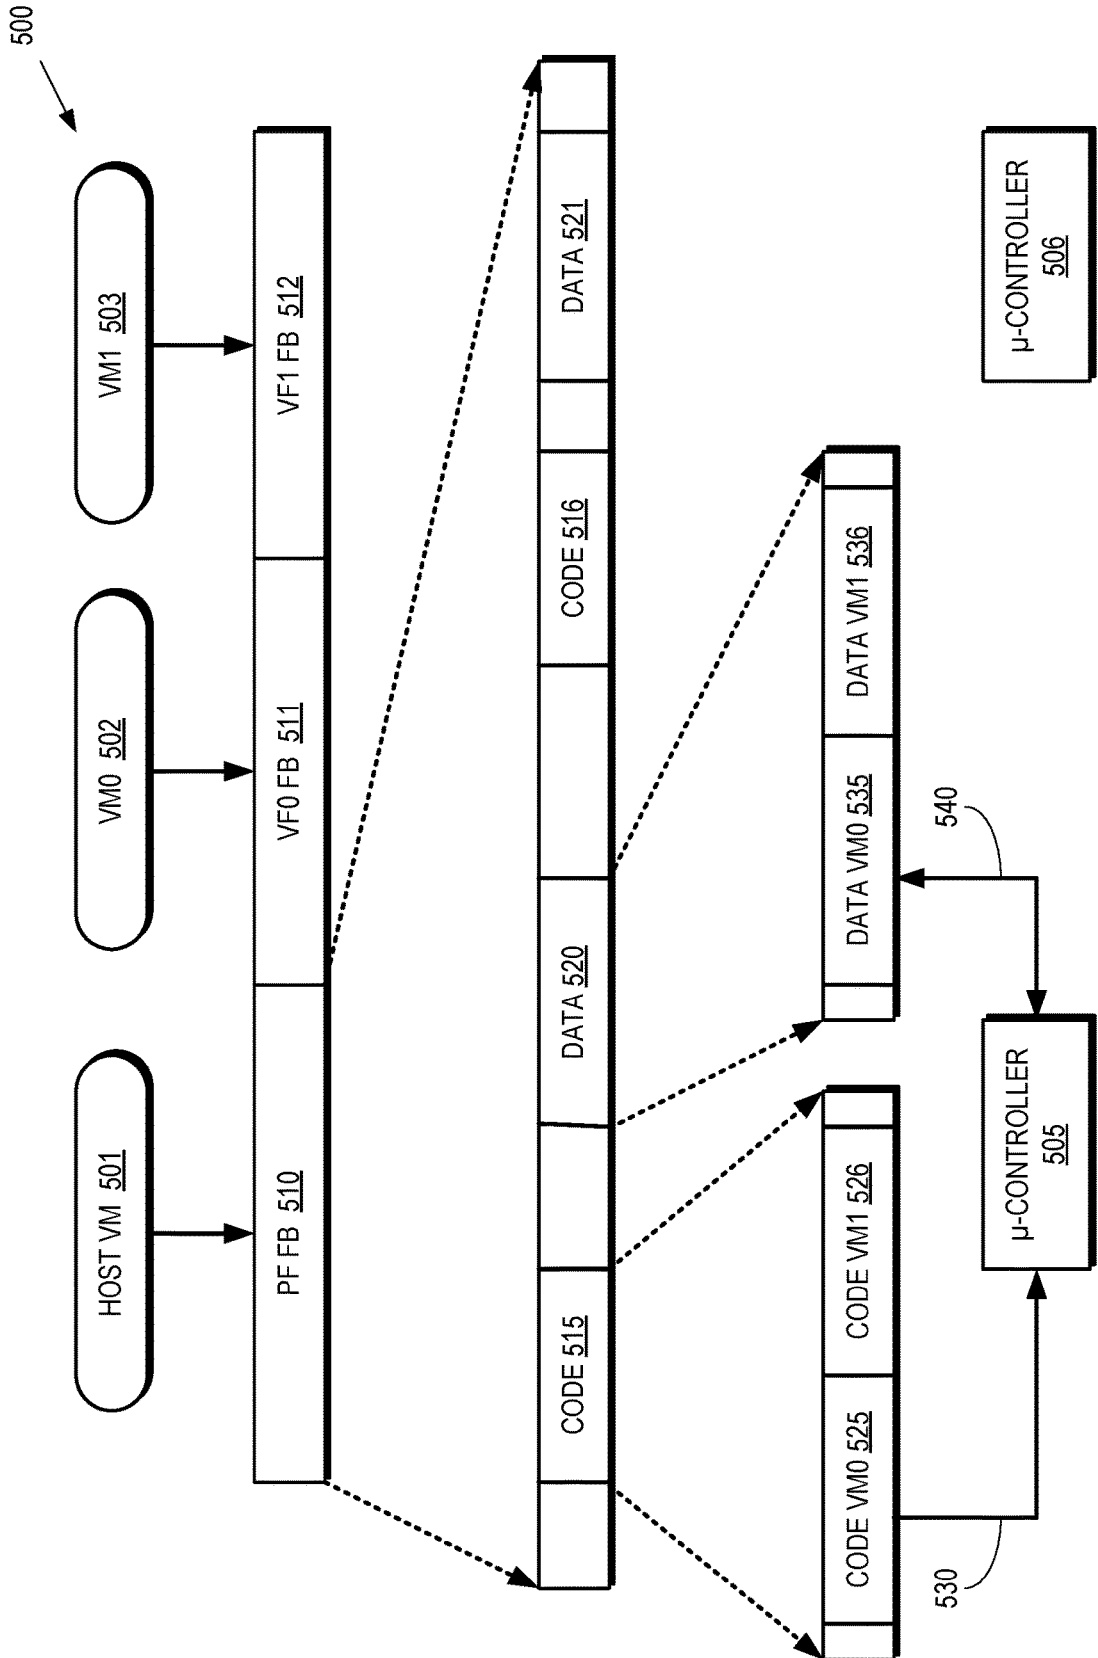 500
HOST VM 501
VM0 502
VM1 503
PF FB 510
VF0 FB 511
VF1 FB 512
CODE 515
DATA 520
CODE 516
DATA 521
CODE VM0 525
CODE VM1 526
DATA VM0 535
DATA VM1 536
530
540
µ-CONTROLLER
505
µ-CONTROLLER
506